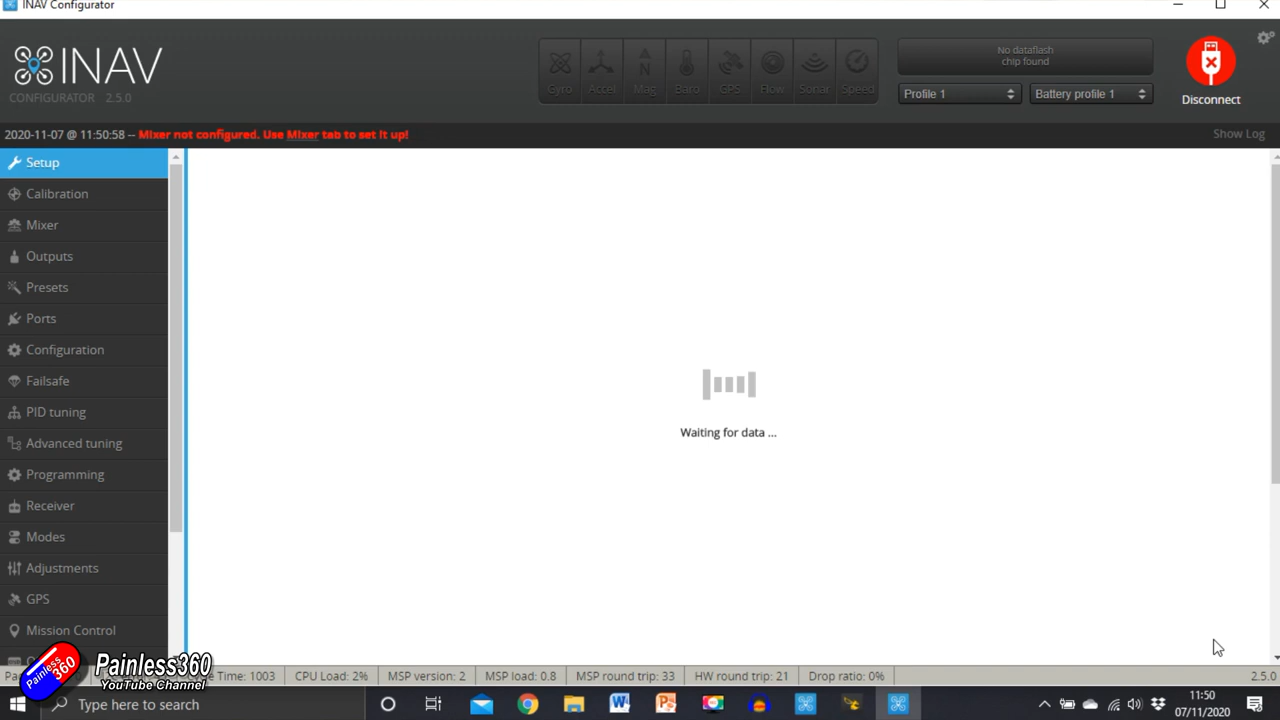 INAV Configurator
INAV
CONFIGURATOR 2.5.0
Gyro
Accel
Mag
Baro
GPS
Flow
Sonar
Speed
No dataflash
chip found
Profile 1
Battery profile 1
Disconnect
2020-11-07 @ 11:50:58 -- Mixer not configured. Use Mixer tab to set it up!
Show Log
Setup
Calibration
Mixer
Outputs
Presets
Ports
Configuration
Failsafe
PID tuning
Advanced tuning
Programming
Receiver
Modes
Adjustments
GPS
Mission Control
Waiting for data ...
Painless360
Painless360
YouTube Channel
Time: 1003
CPU Load: 2%
MSP version: 2
MSP load: 0.8
MSP round trip: 33
HW round trip: 21
Drop ratio: 0%
2.5.0
Type here to search
11:50
07/11/2020